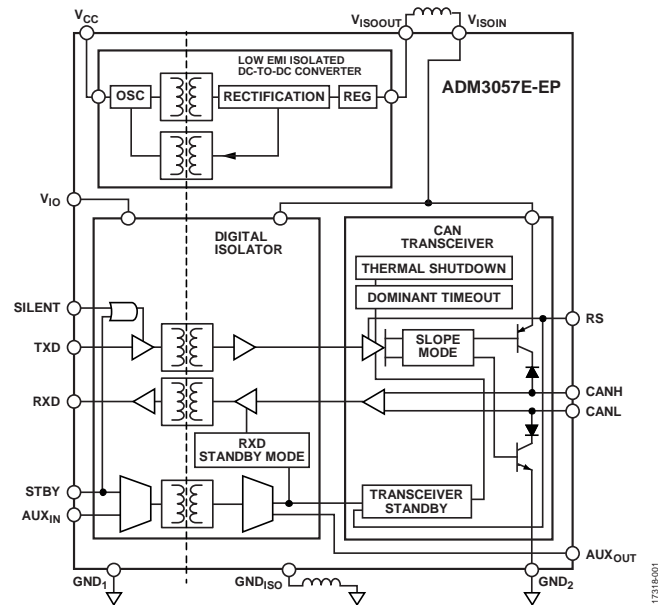 VCC
VISOOUT
VISOIN
LOW EMI ISOLATED
DC-TO-DC CONVERTER
ADM3057E-EP
OSC
RECTIFICATION
REG
VIO
DIGITAL
ISOLATOR
CAN
TRANSCEIVER
THERMAL SHUTDOWN
DOMINANT TIMEOUT
SILENT
RS
TXD
SLOPE
MODE
RXD
CANH
CANL
RXD
STANDBY MODE
STBY
TRANSCEIVER
STANDBY
AUXIN
AUXOUT
GND1
GNDISO
GND2
17318-001